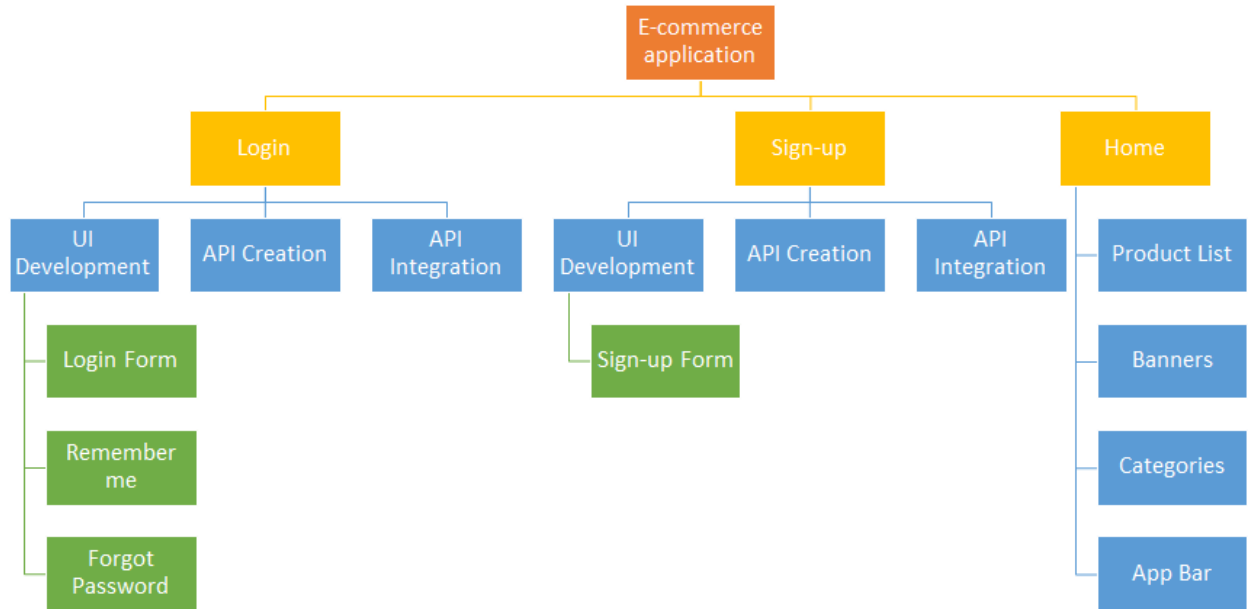 E-commerce
application
Login
Sign-up
Home
UI
Development
API Creation
API
Integration
UI
Development
API Creation
API
Integration
Product List
Login Form
Sign-up Form
Banners
Remember
me
Categories
Forgot
Password
App Bar